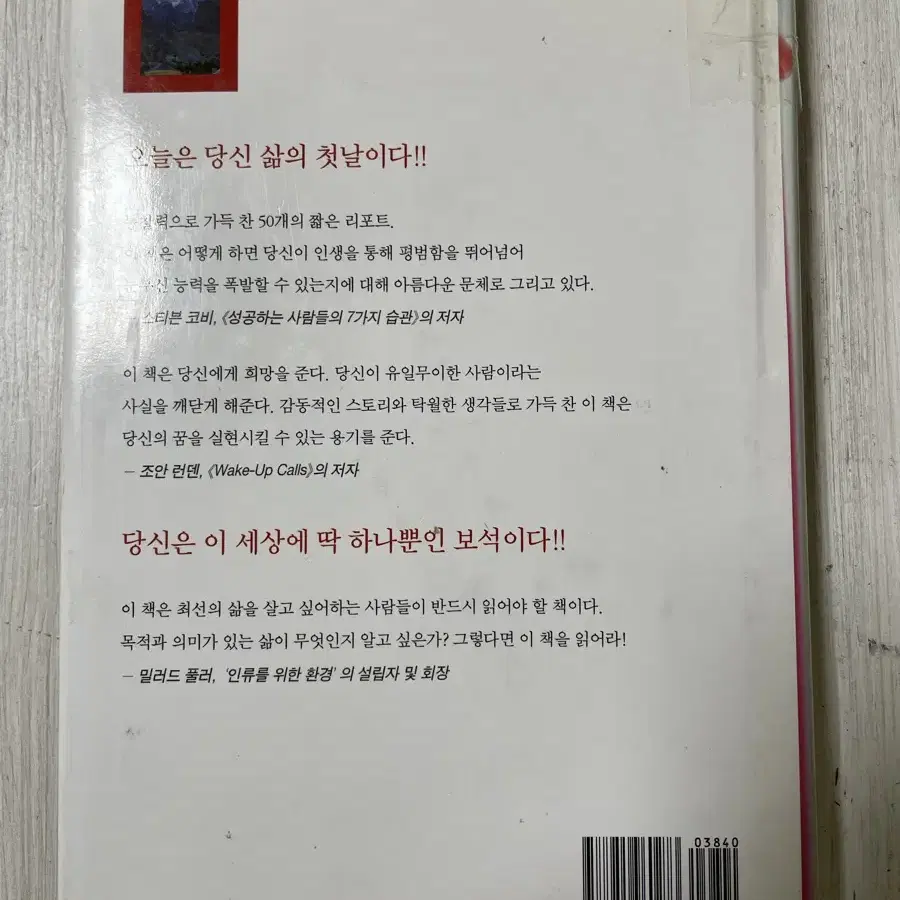 오늘은 당신 삶의 첫날이다!!
가득 찬 50개의 짧은 리포트.
어떻게 하면 당신이 인생을 통해 평범함을 뛰어넘어
능력을 폭발할 수 있는지에 대해 아름다운 문체로 그리고 있다.
– 스티븐 코비, 《성공하는 사람들의 7가지 습관》의 저자
이 책은 당신에게 희망을 준다. 당신이 유일무이한 사람이라는
사실을 깨닫게 해준다. 감동적인 스토리와 탁월한 생각들로 가득 찬 이 책은
당신의 꿈을 실현시킬 수 있는 용기를 준다.
– 조안 런덴, 《Wake-Up Calls》의 저자
당신은 이 세상에 딱 하나뿐인 보석이다!!
이 책은 최선의 삶을 살고 싶어하는 사람들이 반드시 읽어야 할 책이다.
목적과 의미가 있는 삶이 무엇인지 알고 싶은가? 그렇다면 이 책을 읽어라!
– 밀러드 풀러, ‘인류를 위한 환경’ 의 설립자 및 회장
03840